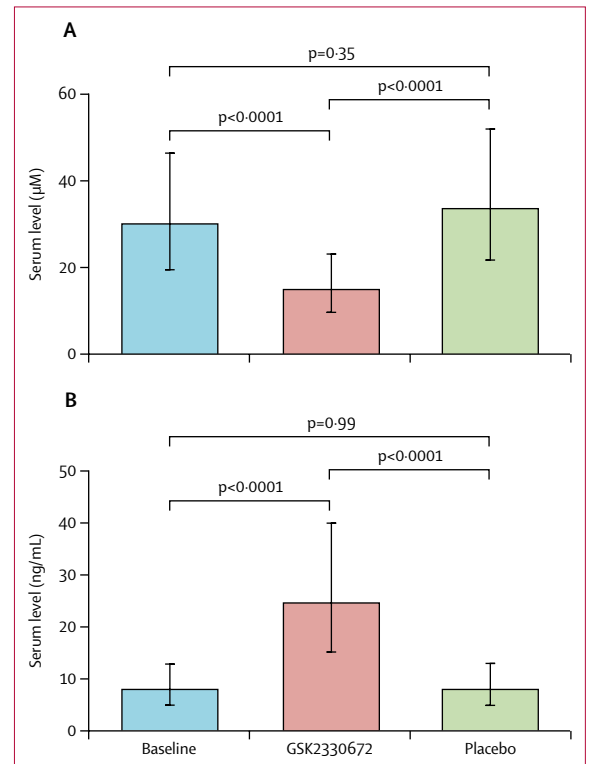 A
p=0·35
p<0·0001
p<0·0001
60
40
20
0
Serum level (µM)
B
p=0·99
p<0·0001
p<0·0001
50
40
30
20
10
0
Serum level (ng/mL)
Baseline GSK2330672 Placebo